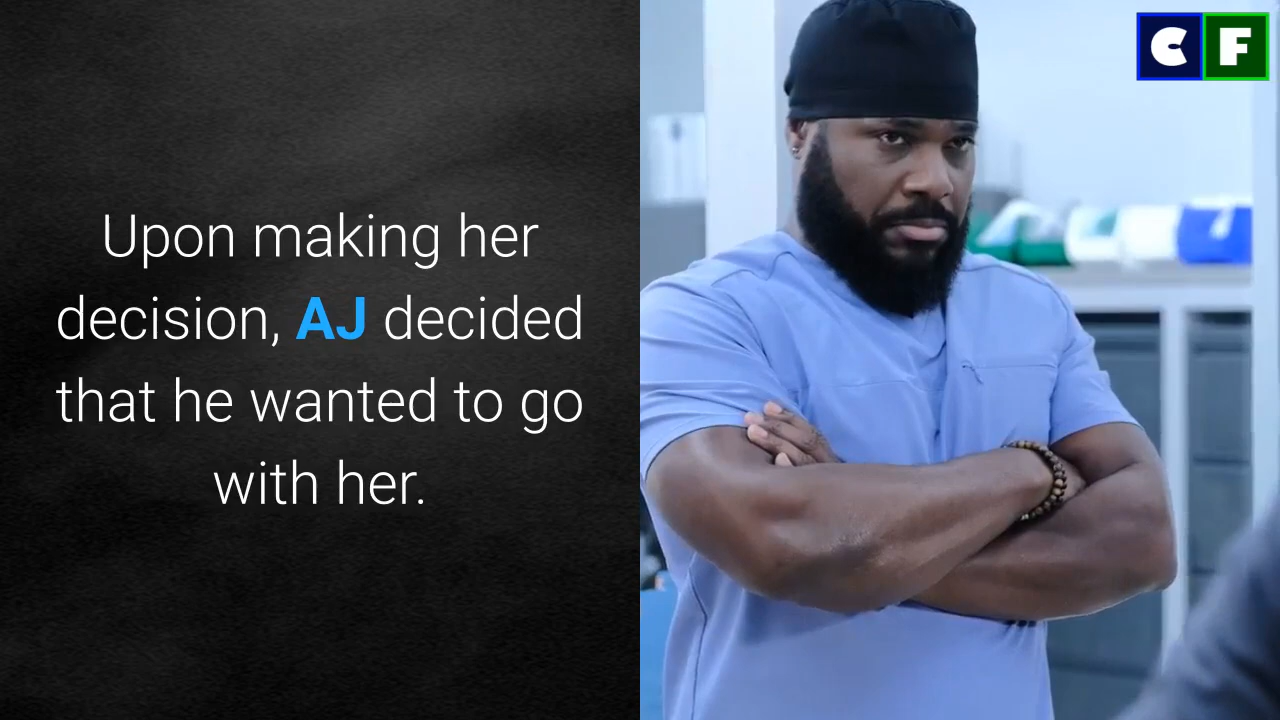 Upon making her
decision, AJ decided
that he wanted to go
with her.
CF